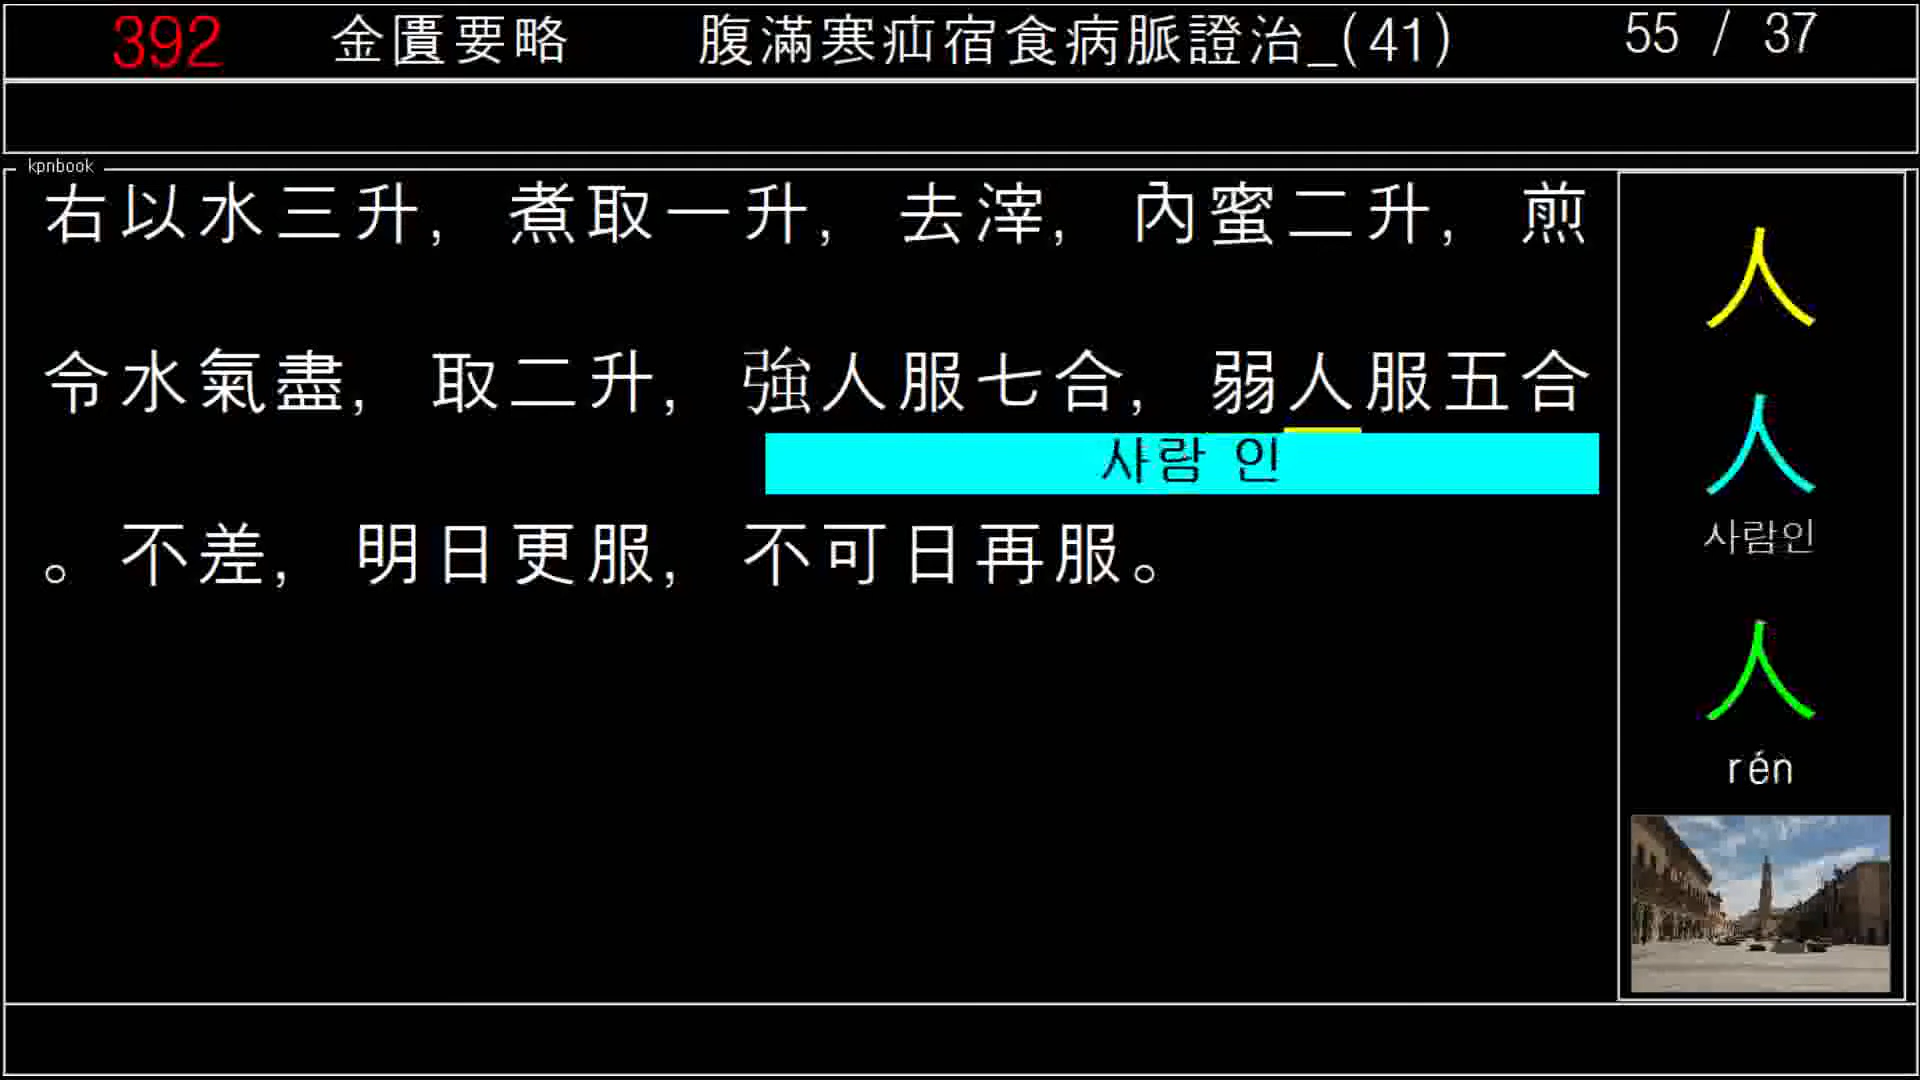 392 金匱要略 腹滿寒疝宿食病脈證治_(41) 55 / 37
kpnbook
右以水三升, 煮取一升, 去滓, 內蜜二升, 煎
令水氣盡, 取二升, 強人服七合, 弱人服五合
사람 인
。不差, 明日更服, 不可日再服。
人
人
사람인
人
rén